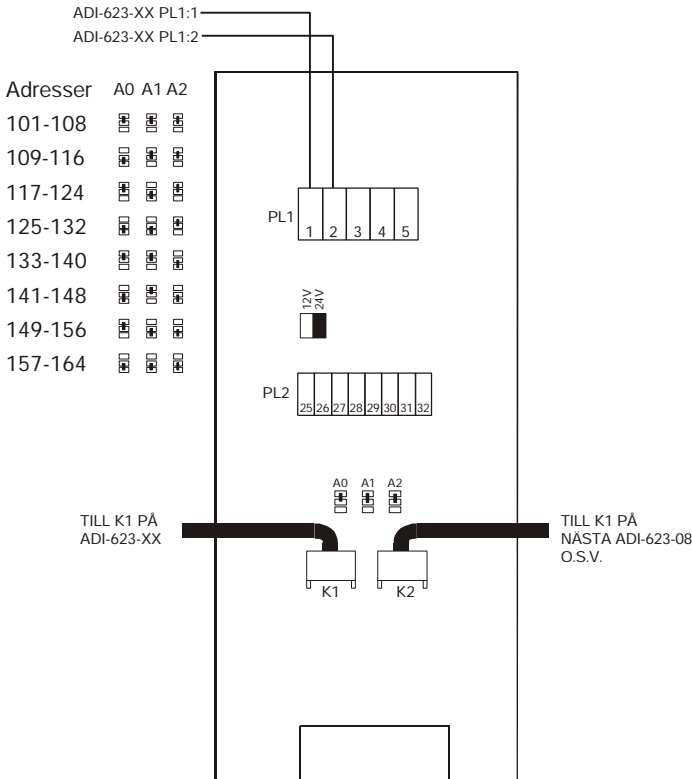 ADI-623-XX PL1:1
ADI-623-XX PL1:2
Adresser A0 A1 A2
101-108
109-116
117-124
125-132
133-140
141-148
149-156
157-164
PL1
1 2 3 4 5
12V
24V
PL2
25 26 27 28 29 30 31 32
A0 A1 A2
TILL K1 PÅ
ADI-623-XX
TILL K1 PÅ
NÄSTA ADI-623-08
O.S.V.
K1 K2